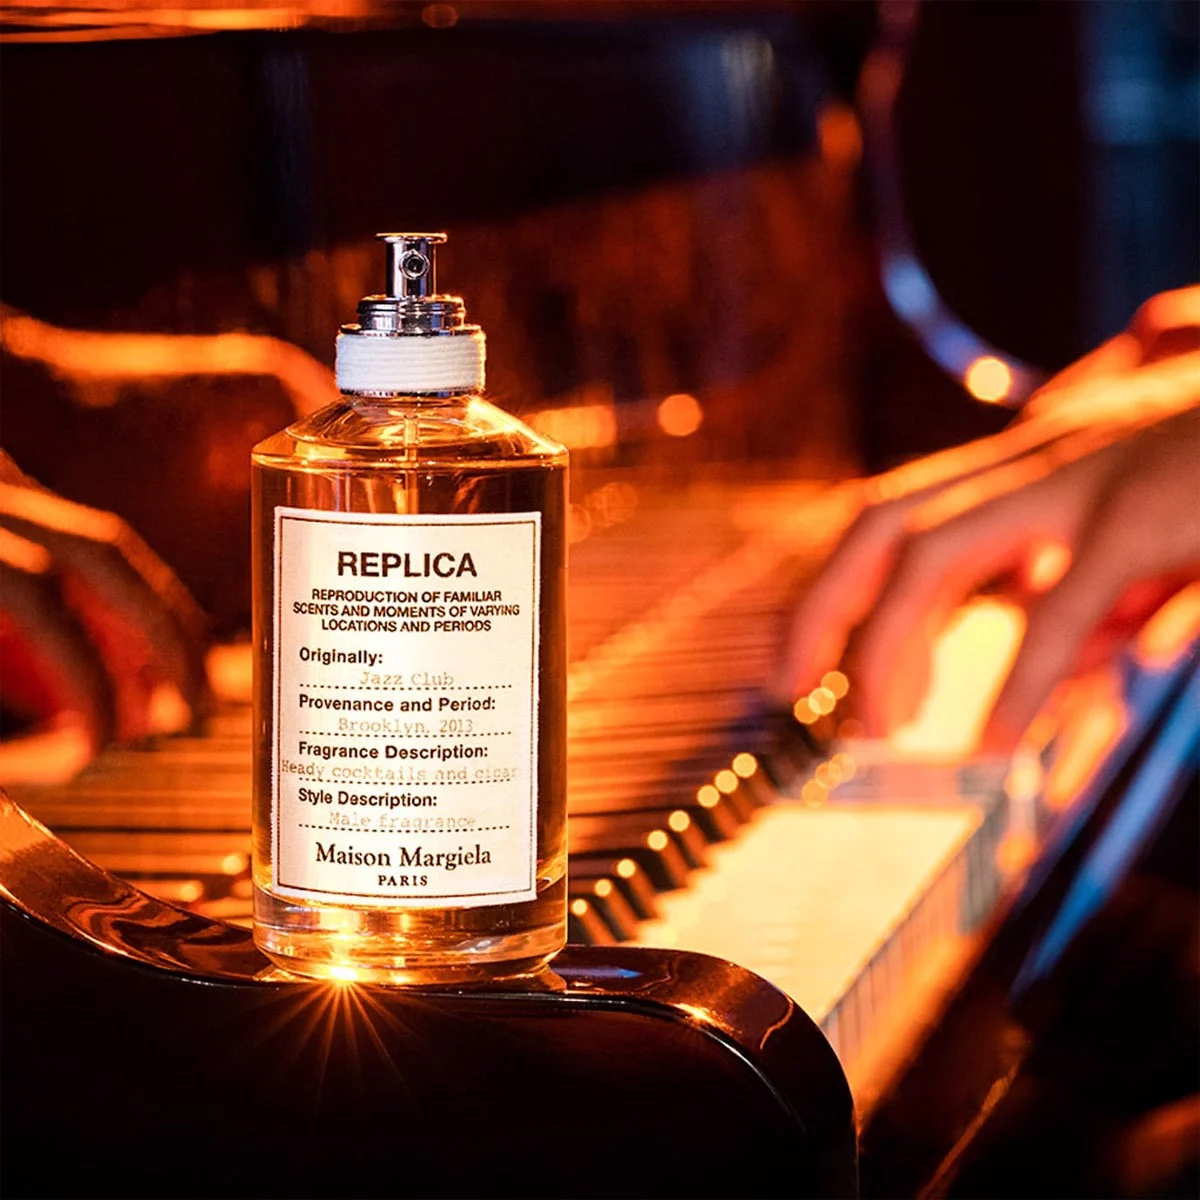 REPLICA
REPRODUCTION OF FAMILIAR
SCENTS AND MOMENTS OF VARYING
LOCATIONS AND PERIODS
Originally:
Jazz Club
Provenance and Period:
Brooklyn, 2013
Fragrance Description:
Heady cocktails and cigar
Style Description:
Male fragrance
Maison Margiela
PARIS